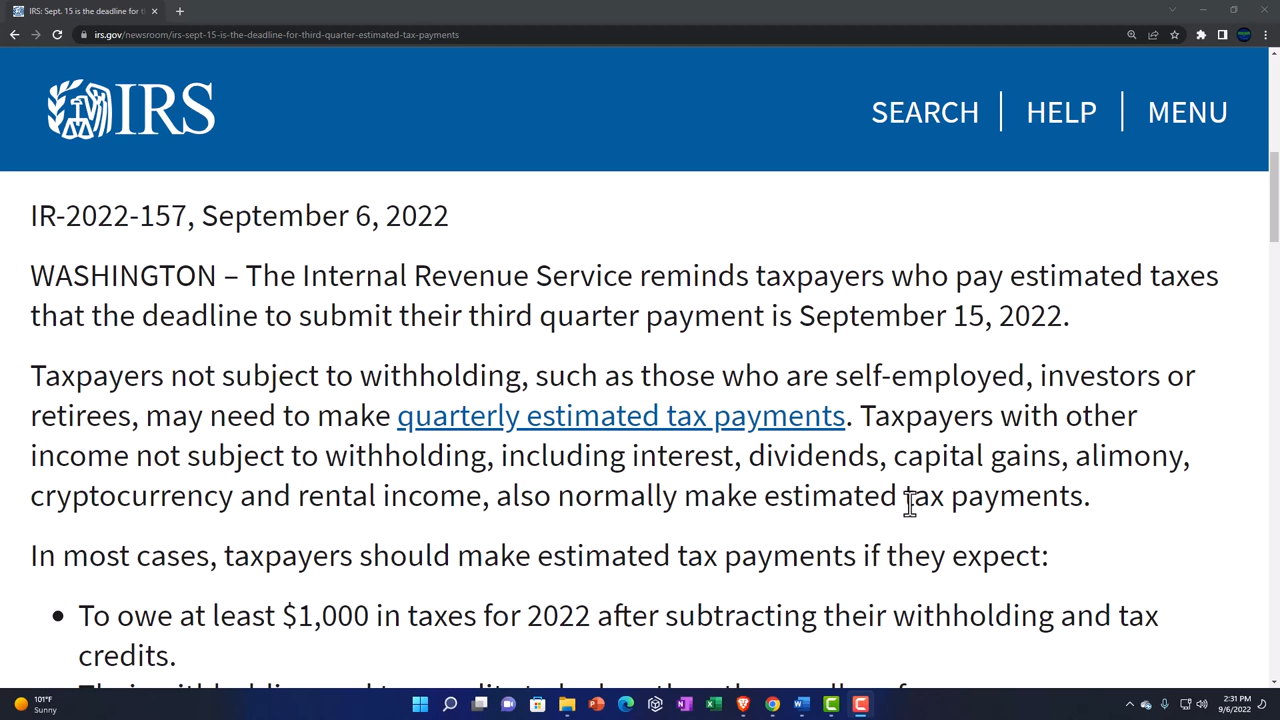 IRS: Sept. 15 is the deadline for t
irs.gov/newsroom/irs-sept-15-is-the-deadline-for-third-quarter-estimated-tax-payments
IRS
SEARCH
HELP
MENU
IR-2022-157, September 6, 2022
WASHINGTON – The Internal Revenue Service reminds taxpayers who pay estimated taxes
that the deadline to submit their third quarter payment is September 15, 2022.
Taxpayers not subject to withholding, such as those who are self-employed, investors or
retirees, may need to make quarterly estimated tax payments. Taxpayers with other
income not subject to withholding, including interest, dividends, capital gains, alimony,
cryptocurrency and rental income, also normally make estimated tax payments.
In most cases, taxpayers should make estimated tax payments if they expect:
• To owe at least $1,000 in taxes for 2022 after subtracting their withholding and tax
credits.
101°F
Sunny
2:31 PM
9/6/2022